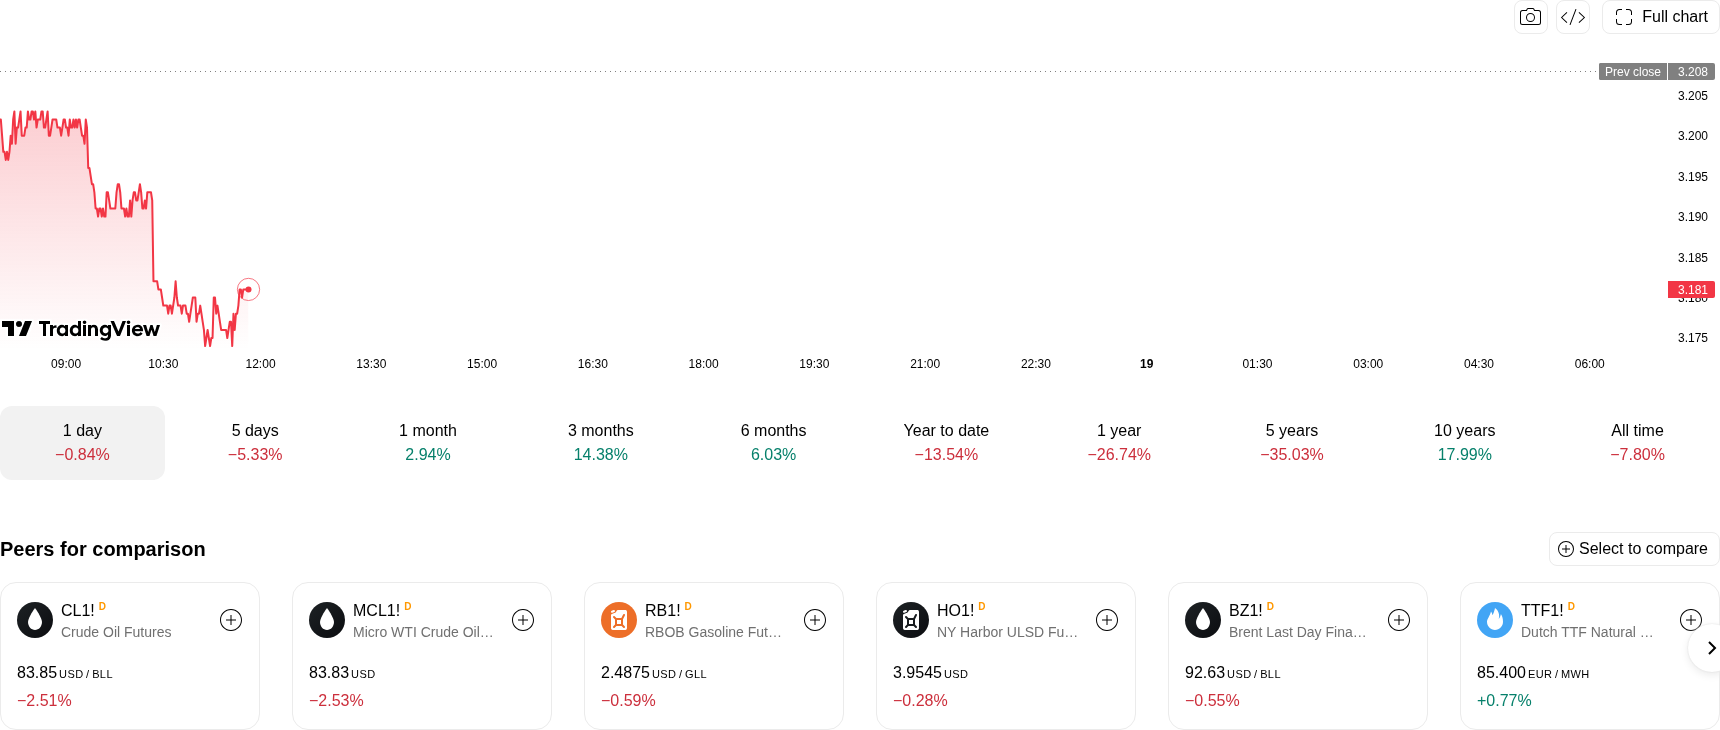 Full chart
Prev close 3.208
3.205
3.200
3.195
3.190
3.185
3.181
3.180
3.175
TradingView
09:00 10:30 12:00 13:30 15:00 16:30 18:00 19:30 21:00 22:30 19 01:30 03:00 04:30 06:00
1 day 5 days 1 month 3 months 6 months Year to date 1 year 5 years 10 years All time
−0.84% −5.33% 2.94% 14.38% 6.03% −13.54% −26.74% −35.03% 17.99% −7.80%
Peers for comparison
Select to compare
CL1! D
Crude Oil Futures
83.85 USD / BLL
−2.51%
MCL1! D
Micro WTI Crude Oil…
83.83 USD
−2.53%
RB1! D
RBOB Gasoline Fut…
2.4875 USD / GLL
−0.59%
HO1! D
NY Harbor ULSD Fu…
3.9545 USD
−0.28%
BZ1! D
Brent Last Day Fina…
92.63 USD / BLL
−0.55%
TTF1! D
Dutch TTF Natural …
85.400 EUR / MWH
+0.77%